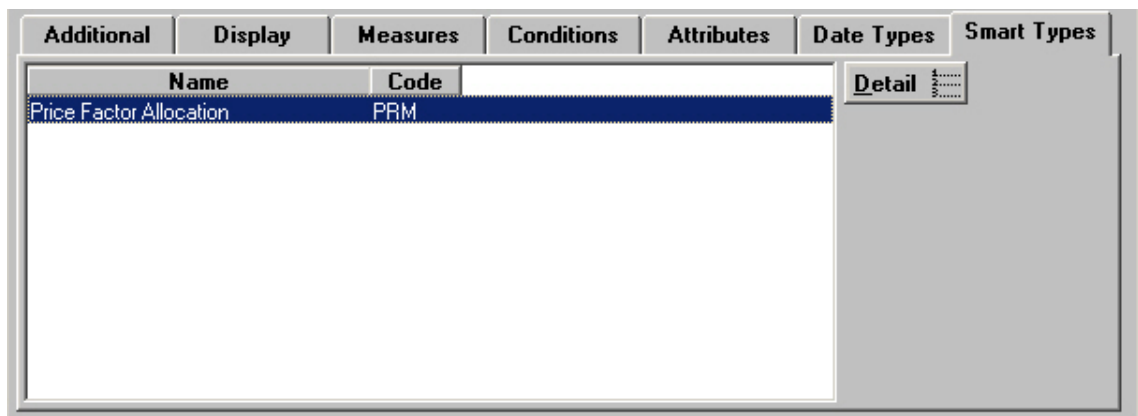 Additional Display Measures Conditions Attributes Date Types Smart Types
Name Code Detail
Price Factor Allocation PRM